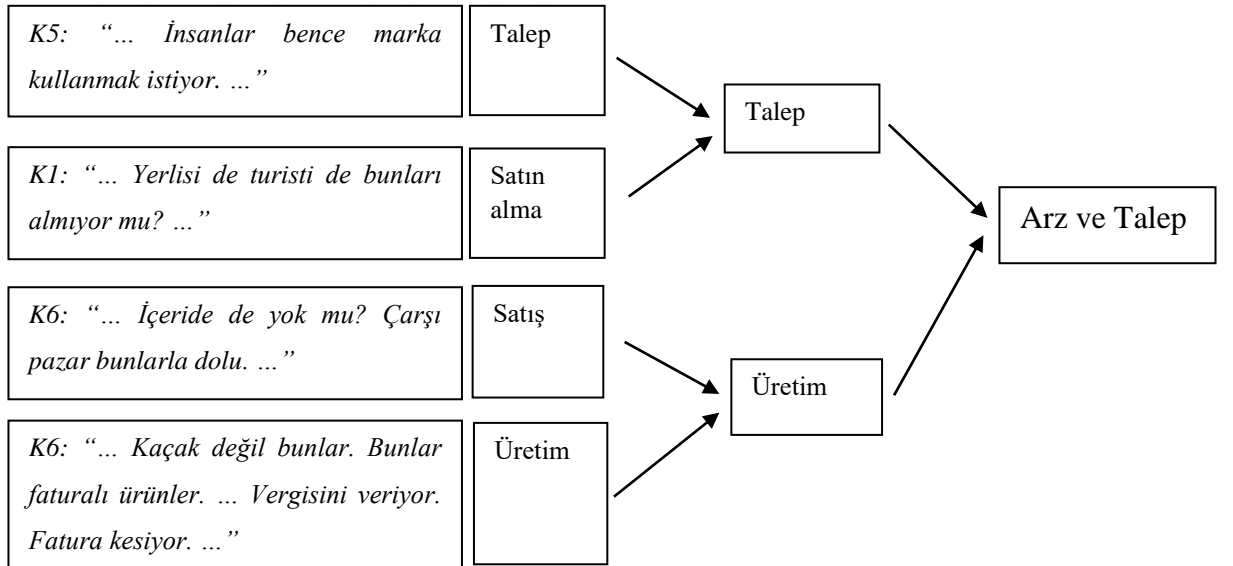 K5: “... İnsanlar bence marka
kullanmak istiyor. ...”
Talep
K1: “... Yerlisi de turisti de bunları
almıyor mu? ...”
Satın
alma
Talep
K6: “... İçeride de yok mu? Çarşı
pazar bunlarla dolu. ...”
Satış
K6: “... Kaçak değil bunlar. Bunlar
faturalı ürünler. ... Vergisini veriyor.
Fatura kesiyor. ...”
Üretim
Üretim
Arz ve Talep